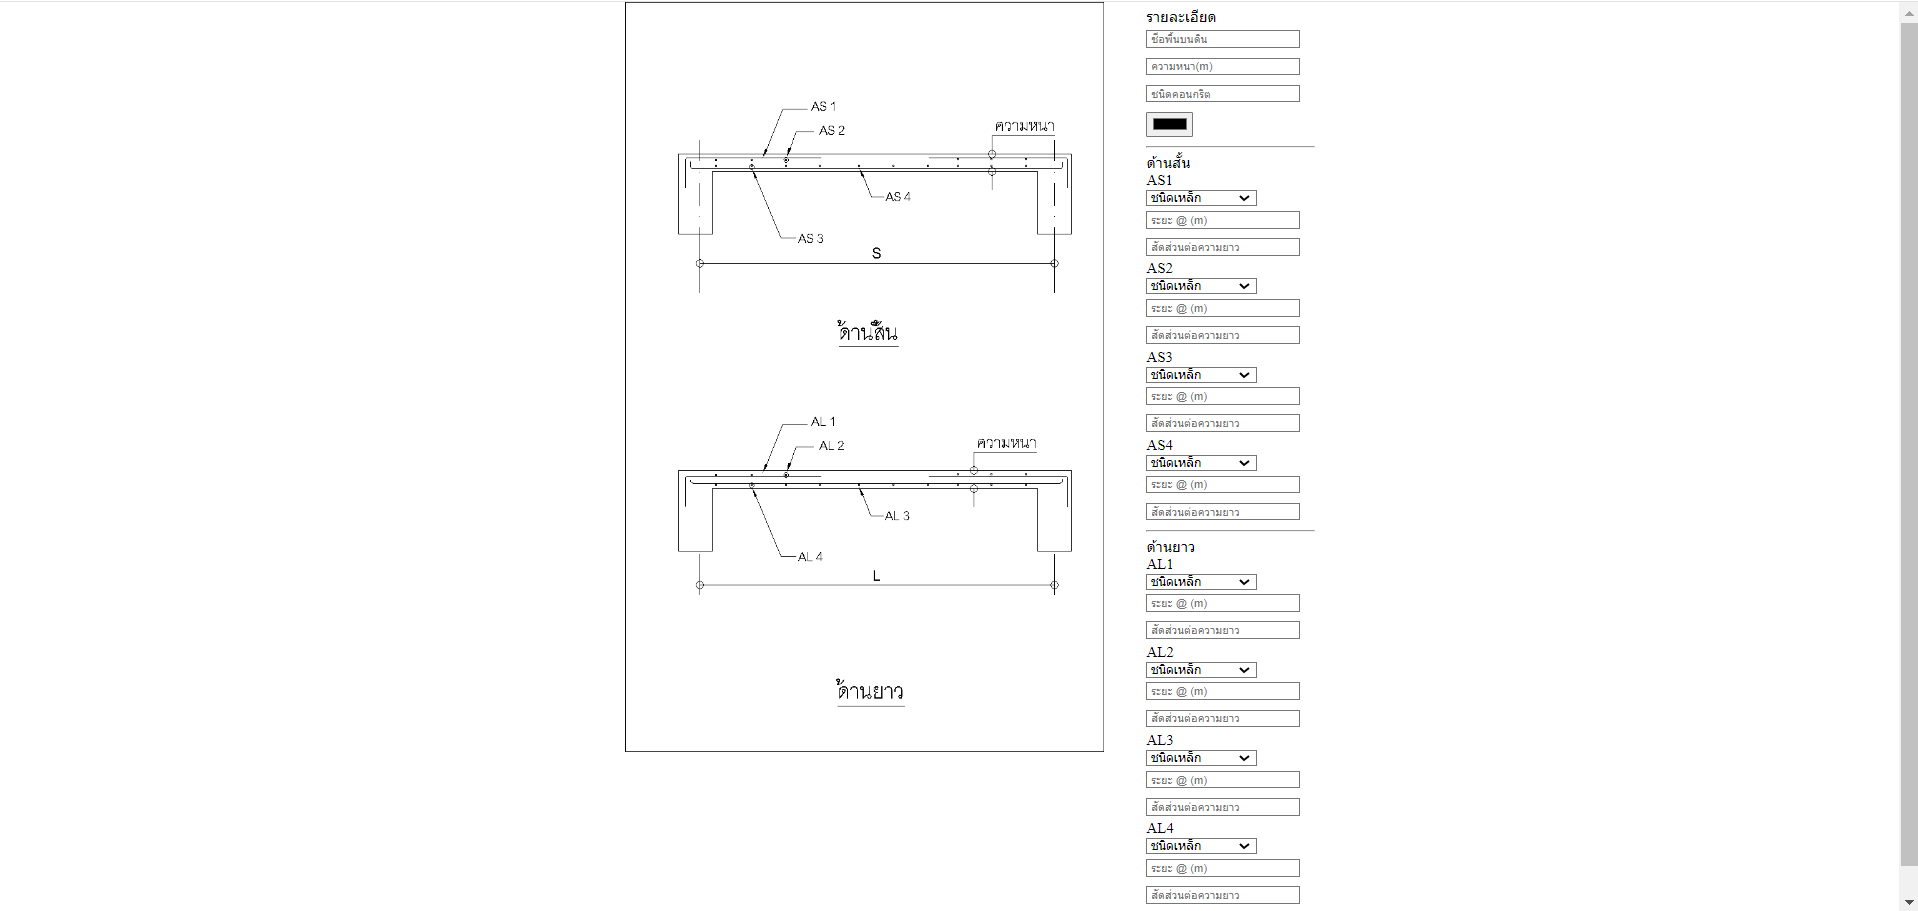 AS 1
AS 2
ความหนา
AS 4
AS 3
S
ด้านสั้น
AL 1
AL 2
ความหนา
AL 3
AL 4
L
ด้านยาว
รายละเอียด
ชื่อพื้นบนดิน
ความหนา(m)
ชนิดคอนกรีต
ด้านสั้น
AS1
ชนิดเหล็ก
ระยะ @ (m)
สัดส่วนต่อความยาว
AS2
ชนิดเหล็ก
ระยะ @ (m)
สัดส่วนต่อความยาว
AS3
ชนิดเหล็ก
ระยะ @ (m)
สัดส่วนต่อความยาว
AS4
ชนิดเหล็ก
ระยะ @ (m)
สัดส่วนต่อความยาว
ด้านยาว
AL1
ชนิดเหล็ก
ระยะ @ (m)
สัดส่วนต่อความยาว
AL2
ชนิดเหล็ก
ระยะ @ (m)
สัดส่วนต่อความยาว
AL3
ชนิดเหล็ก
ระยะ @ (m)
สัดส่วนต่อความยาว
AL4
ชนิดเหล็ก
ระยะ @ (m)
สัดส่วนต่อความยาว